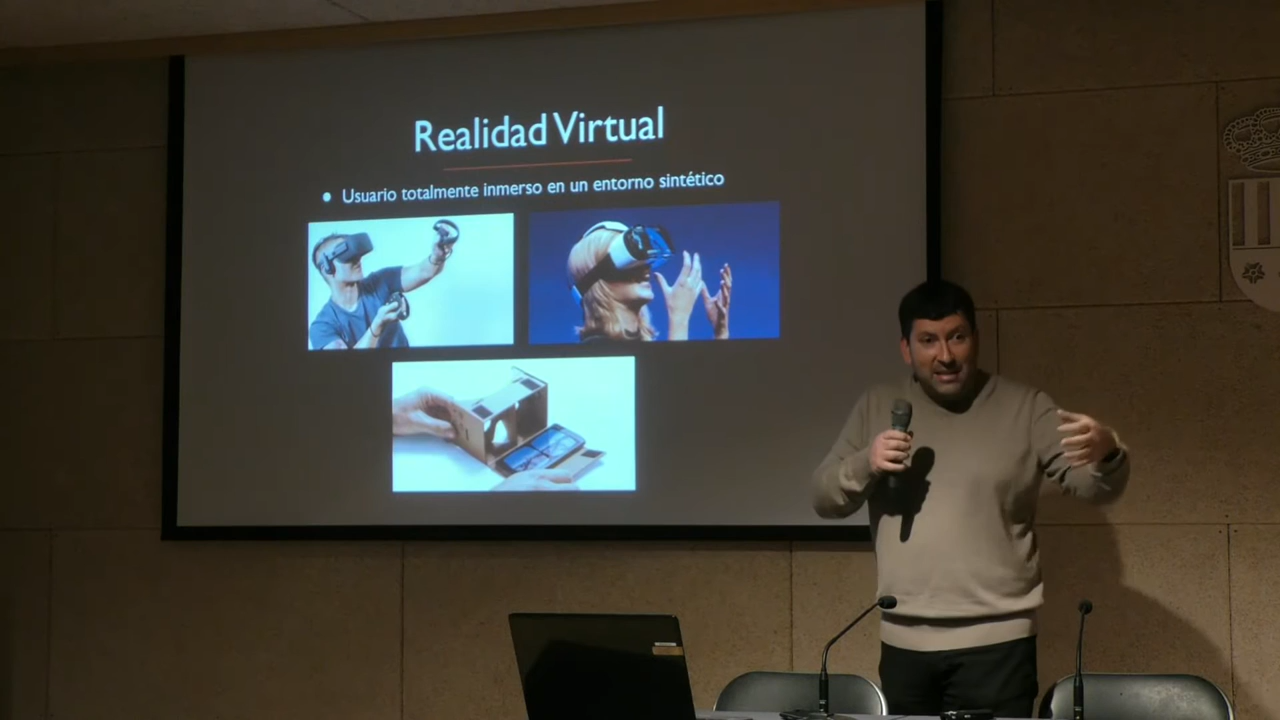 Realidad Virtual
• Usuario totalmente inmerso en un entorno sintético